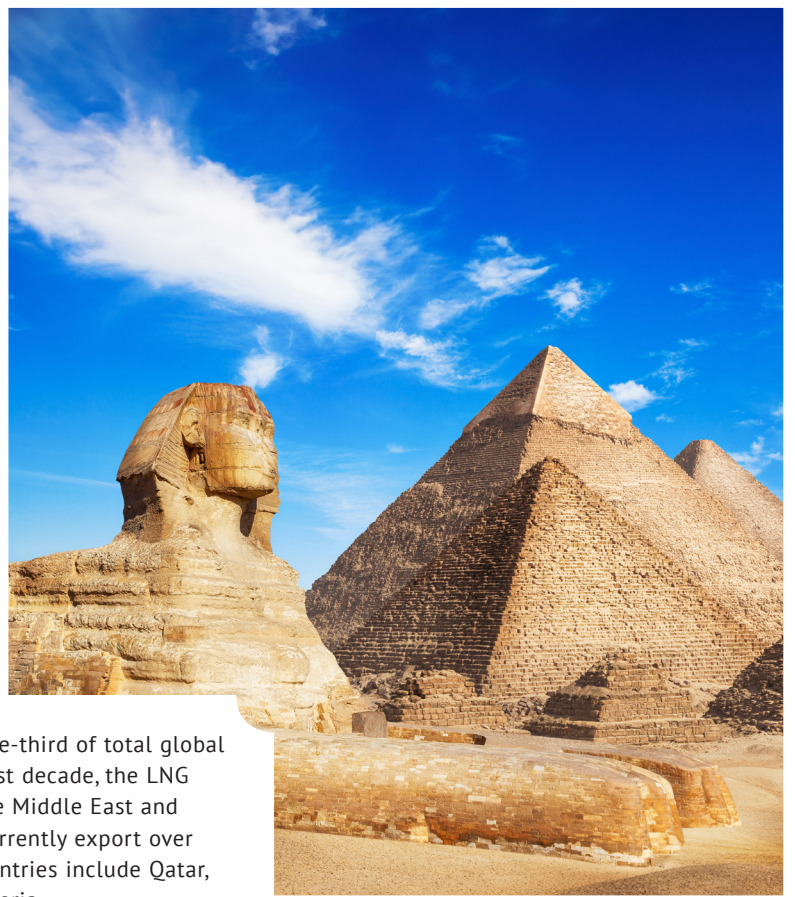 e-third of total global
st decade, the LNG
e Middle East and
rrently export over
ntries include Qatar,